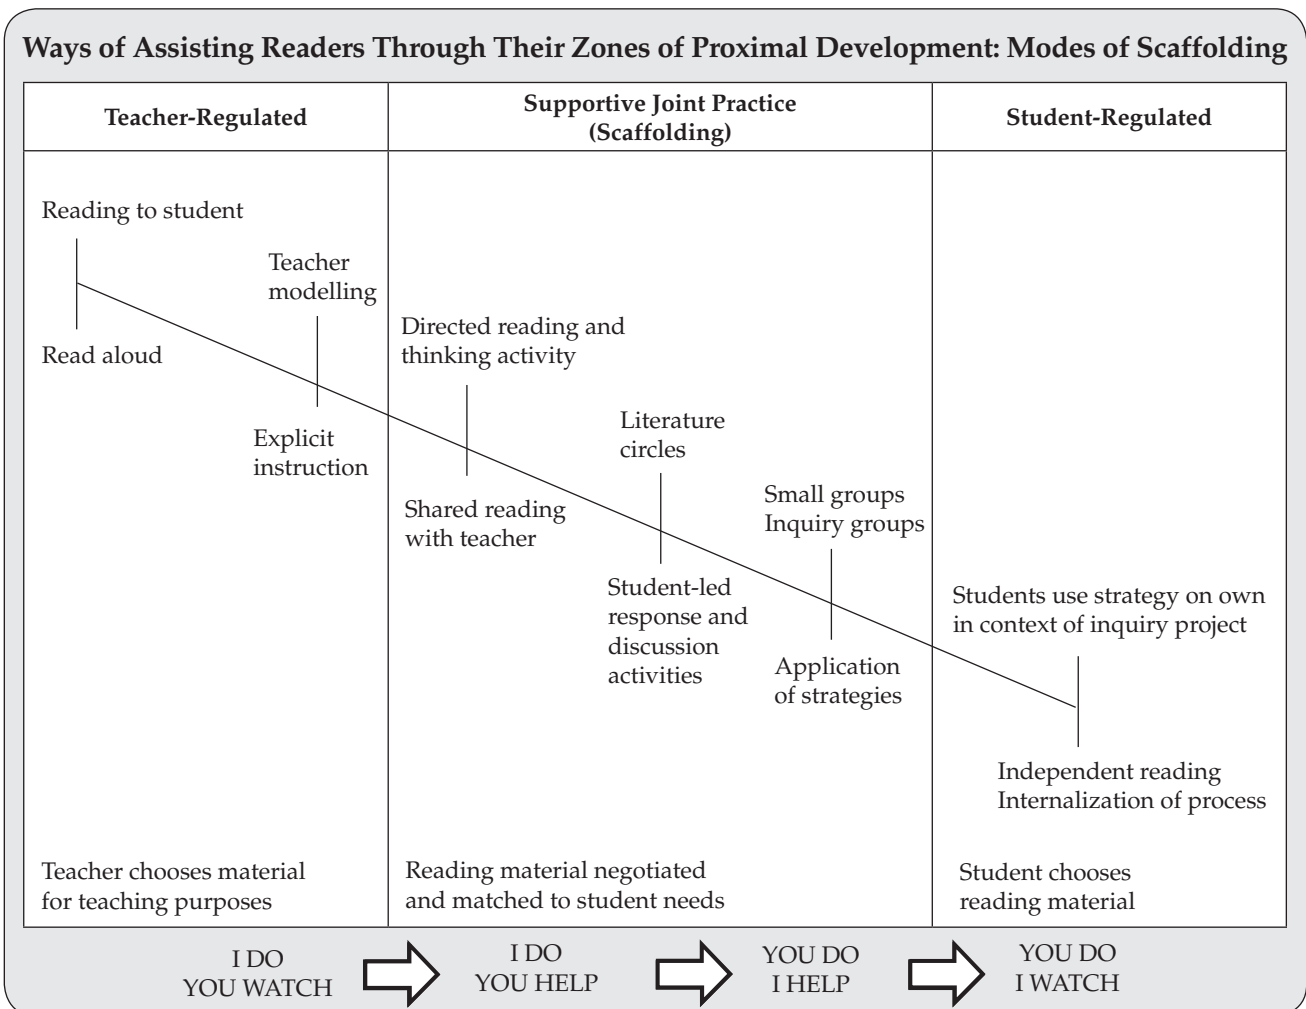 Ways of Assisting Readers Through Their Zones of Proximal Development: Modes of Scaffolding
Teacher-Regulated
Supportive Joint Practice
(Scaffolding)
Student-Regulated
Reading to student
Read aloud
Teacher
modelling
Explicit
instruction
Directed reading and
thinking activity
Shared reading
with teacher
Literature
circles
Student-led
response and
discussion
activities
Small groups
Inquiry groups
Application
of strategies
Students use strategy on own
in context of inquiry project
Independent reading
Internalization of process
Teacher chooses material
for teaching purposes
Reading material negotiated
and matched to student needs
Student chooses
reading material
I DO
YOU WATCH
I DO
YOU HELP
YOU DO
I HELP
YOU DO
I WATCH